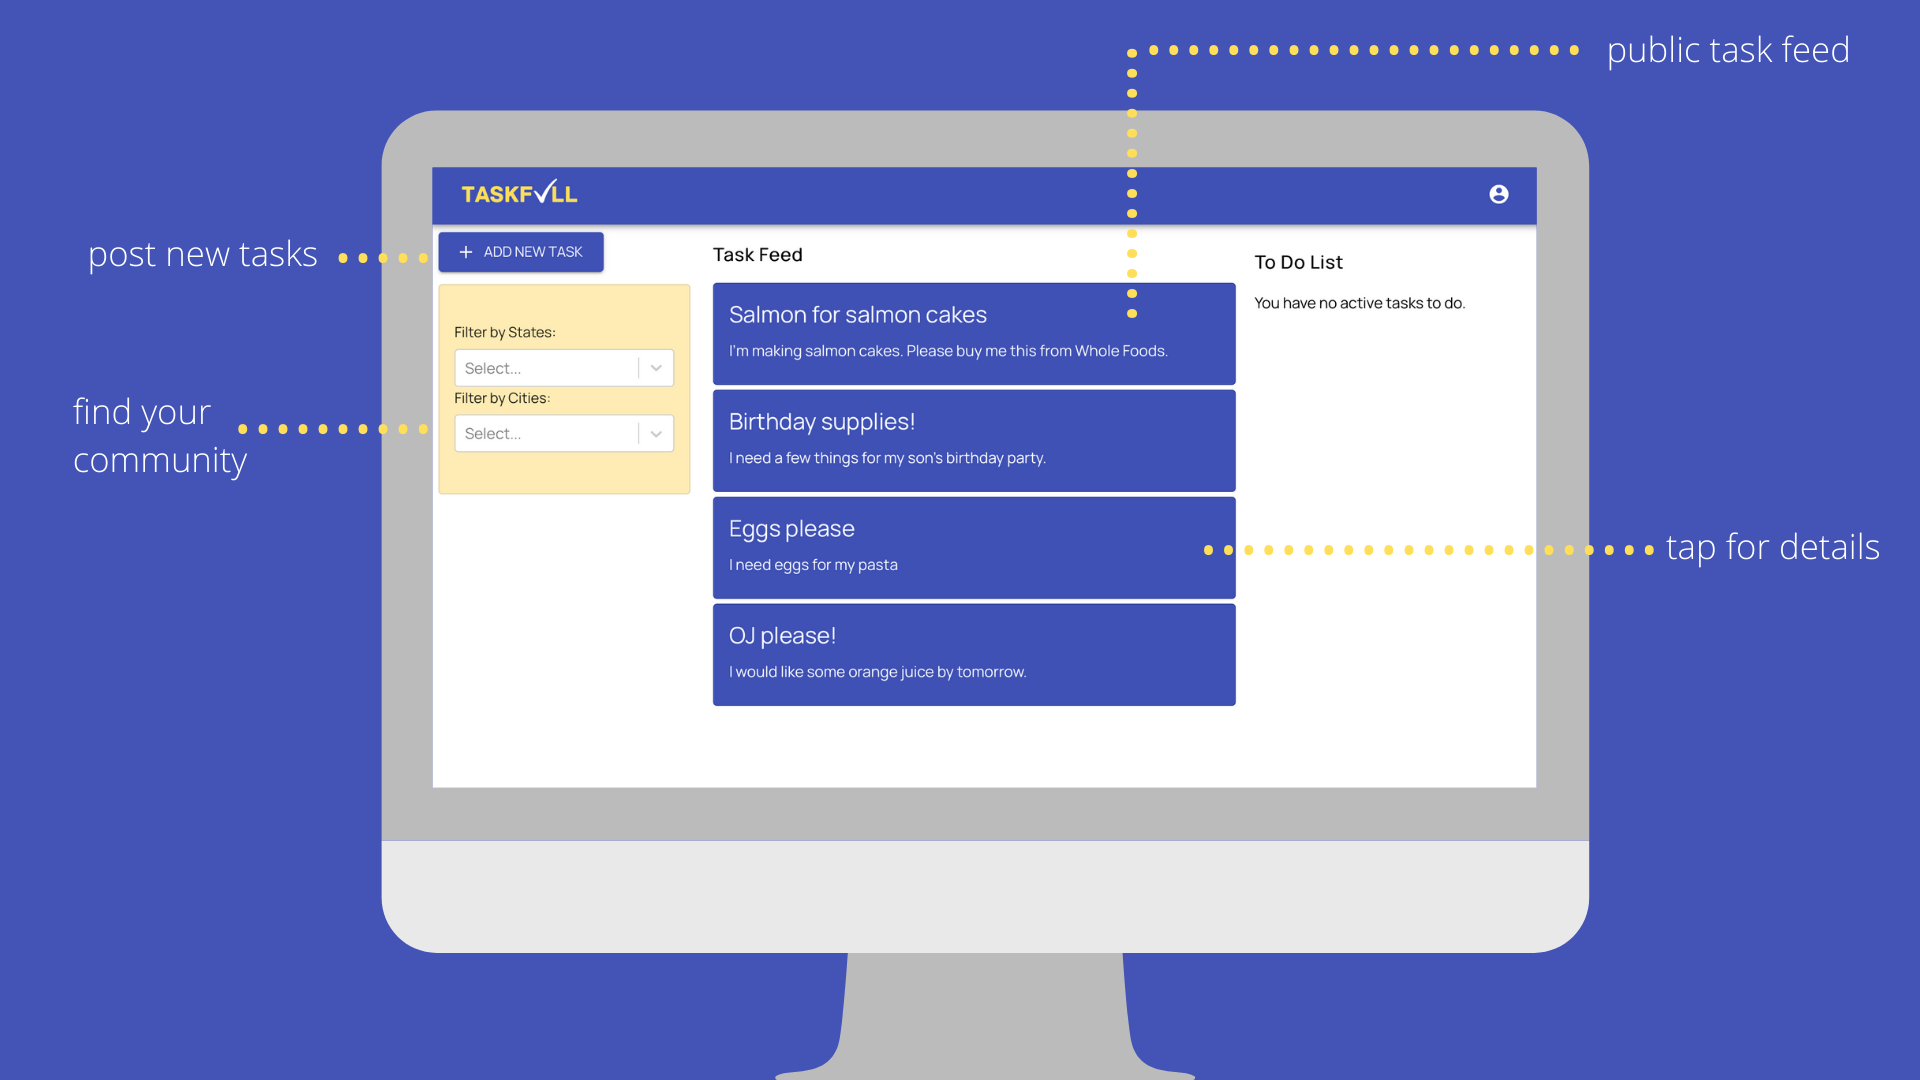 public task feed
TASKFULL
post new tasks
ADD NEW TASK
Filter by States:
Select...
Filter by Cities:
Select...
find your
community
Task Feed
Salmon for salmon cakes
I'm making salmon cakes. Please buy me this from Whole Foods.
Birthday supplies!
I need a few things for my son's birthday party.
Eggs please
I need eggs for my pasta
OJ please!
I would like some orange juice by tomorrow.
To Do List
You have no active tasks to do.
tap for details